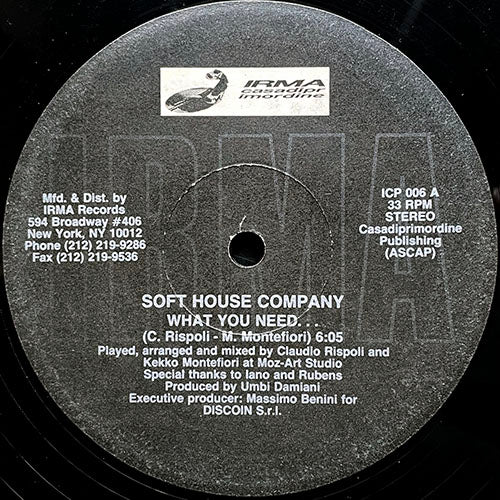 IRMA
casadipr
imordine
IRMA
Mfd. & Dist. by
IRMA Records
594 Broadway #406
New York, NY 10012
Phone (212) 219-9286
Fax (212) 219-9536
ICP 006 A
33 RPM
STEREO
Casadiprimordine
Publishing
(ASCAP)
SOFT HOUSE COMPANY
WHAT YOU NEED. . .
(C. Rispoli - M. Montefiori) 6:05
Played, arranged and mixed by Claudio Rispoli and
Kekko Montefiori at Moz-Art Studio
Special thanks to Iano and Rubens
Produced by Umbi Damiani
Executive producer: Massimo Benini for
DISCOIN S.r.l.